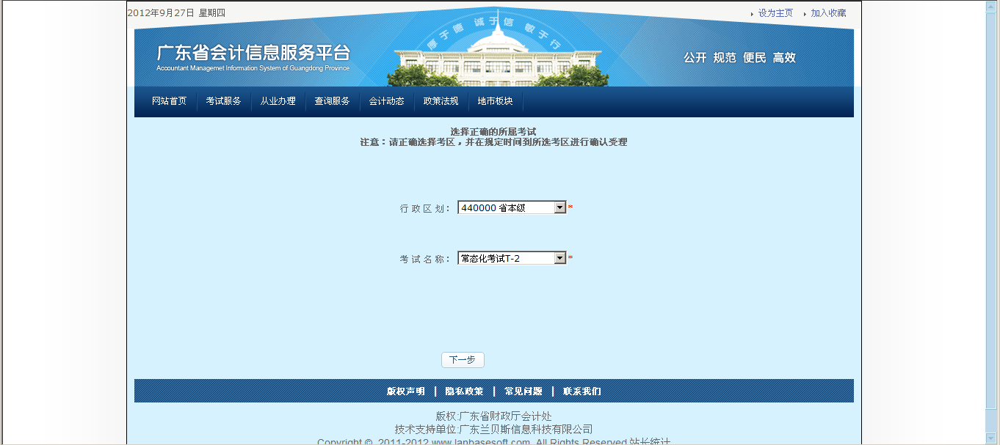 2012年9月27日 星期四
设为主页 加入收藏
厚于德 诚于信 敏于行
广东省会计信息服务平台
Accountant Managemet Information System of Guangdong Province
公开 规范 便民 高效
网站首页 考试服务 从业办理 查询服务 会计动态 政策法规 地市板块
选择正确的所属考试
注意：请正确选择考区，并在规定时间到所选考区进行确认受理
行政区划： 440000 省本级 *
考试名称： 常态化考试T-2 *
下一步
版权声明 | 隐私政策 | 常见问题 | 联系我们
版权:广东省财政厅会计处
技术支持单位:广东兰贝斯信息科技有限公司
Copyright © 2011-2012 www.lanbasesoft.com. All Rights Reserved 站长统计